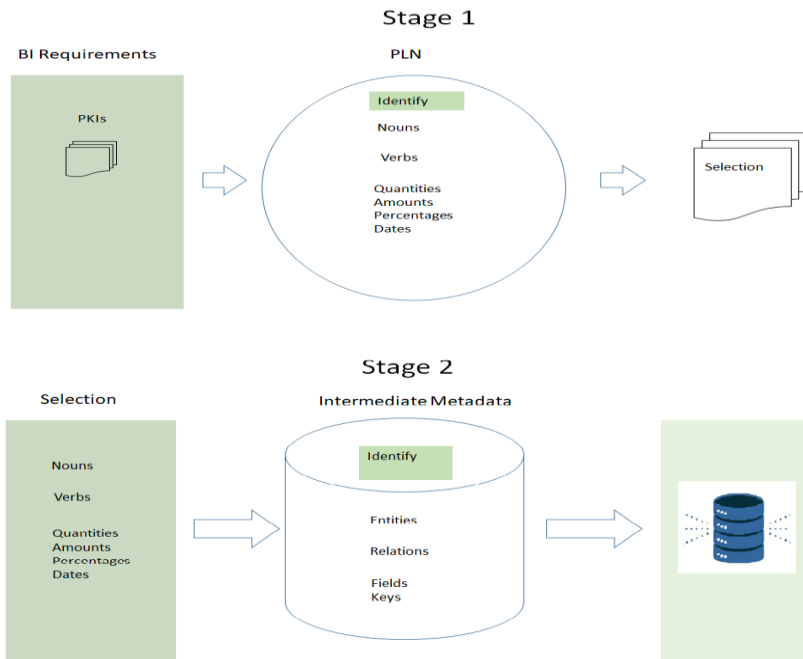 Stage 1
BI Requirements
PLN
PKIs
Identify
Nouns
Verbs
Quantities
Amounts
Percentages
Dates
Selection
Stage 2
Selection
Intermediate Metadata
Nouns
Verbs
Quantities
Amounts
Percentages
Dates
Identify
Entities
Relations
Fields
Keys